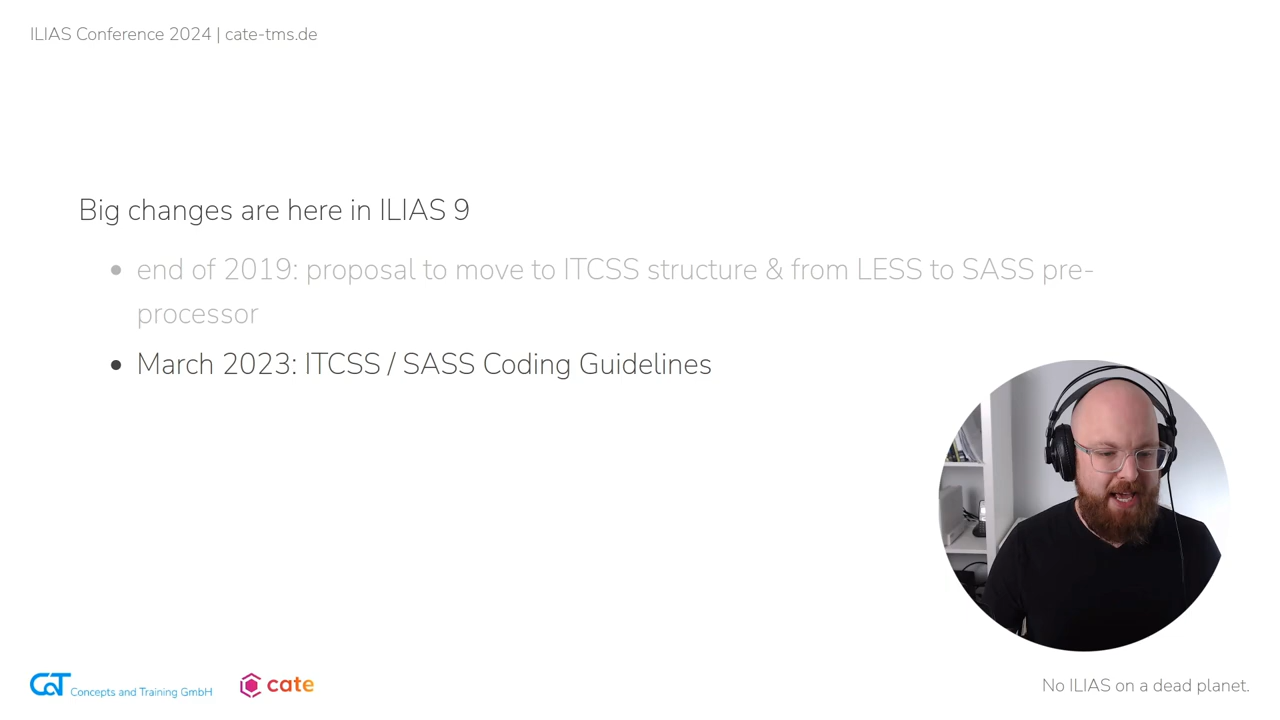 ILIAS Conference 2024 | cate-tms.de
Big changes are here in ILIAS 9
• end of 2019: proposal to move to ITCSS structure & from LESS to SASS pre-
processor
• March 2023: ITCSS / SASS Coding Guidelines
CaT Concepts and Training GmbH
cate
No ILIAS on a dead planet.